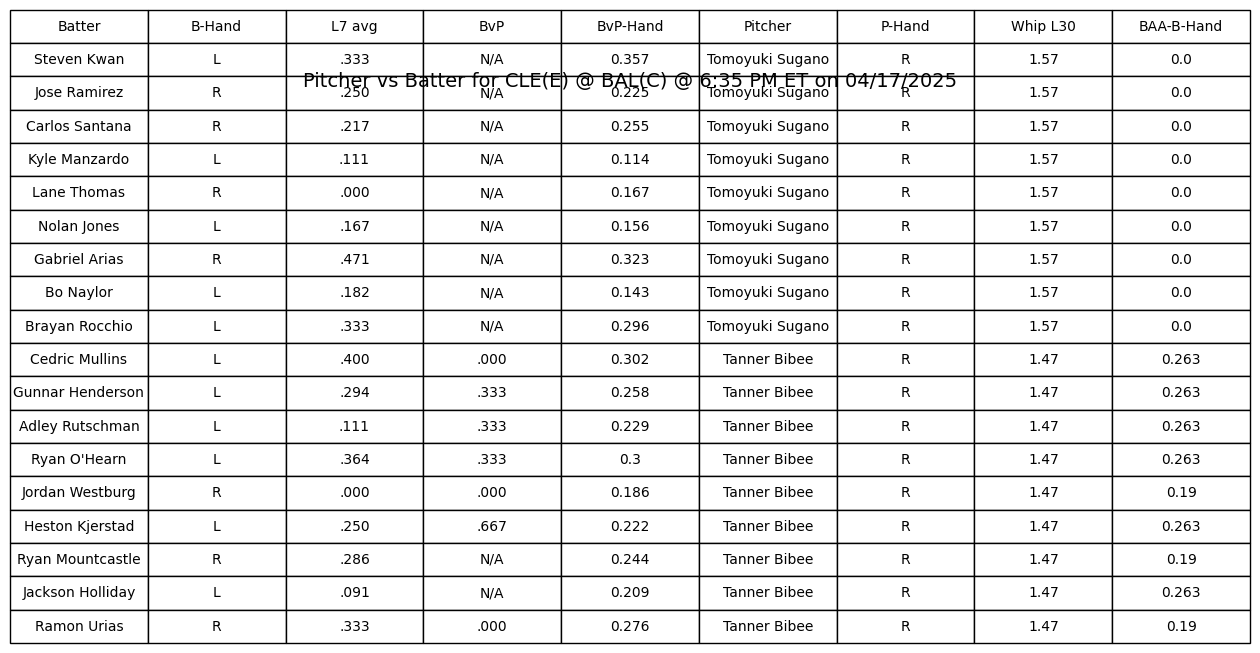 Batter B-Hand L7 avg BvP BvP-Hand Pitcher P-Hand Whip L30 BAA-B-Hand
Steven Kwan L .333 N/A 0.357 Tomoyuki Sugano R 1.57 0.0
Pitcher vs Batter for CLE(E) @ BAL(C) @ 6:35 PM ET on 04/17/2025
Jose Ramirez R .250 N/A 0.225 Tomoyuki Sugano R 1.57 0.0
Carlos Santana R .217 N/A 0.255 Tomoyuki Sugano R 1.57 0.0
Kyle Manzardo L .111 N/A 0.114 Tomoyuki Sugano R 1.57 0.0
Lane Thomas R .000 N/A 0.167 Tomoyuki Sugano R 1.57 0.0
Nolan Jones L .167 N/A 0.156 Tomoyuki Sugano R 1.57 0.0
Gabriel Arias R .471 N/A 0.323 Tomoyuki Sugano R 1.57 0.0
Bo Naylor L .182 N/A 0.143 Tomoyuki Sugano R 1.57 0.0
Brayan Rocchio L .333 N/A 0.296 Tomoyuki Sugano R 1.57 0.0
Cedric Mullins L .400 .000 0.302 Tanner Bibee R 1.47 0.263
Gunnar Henderson L .294 .333 0.258 Tanner Bibee R 1.47 0.263
Adley Rutschman L .111 .333 0.229 Tanner Bibee R 1.47 0.263
Ryan O'Hearn L .364 .333 0.3 Tanner Bibee R 1.47 0.263
Jordan Westburg R .000 .000 0.186 Tanner Bibee R 1.47 0.19
Heston Kjerstad L .250 .667 0.222 Tanner Bibee R 1.47 0.263
Ryan Mountcastle R .286 N/A 0.244 Tanner Bibee R 1.47 0.19
Jackson Holliday L .091 N/A 0.209 Tanner Bibee R 1.47 0.263
Ramon Urias R .333 .000 0.276 Tanner Bibee R 1.47 0.19